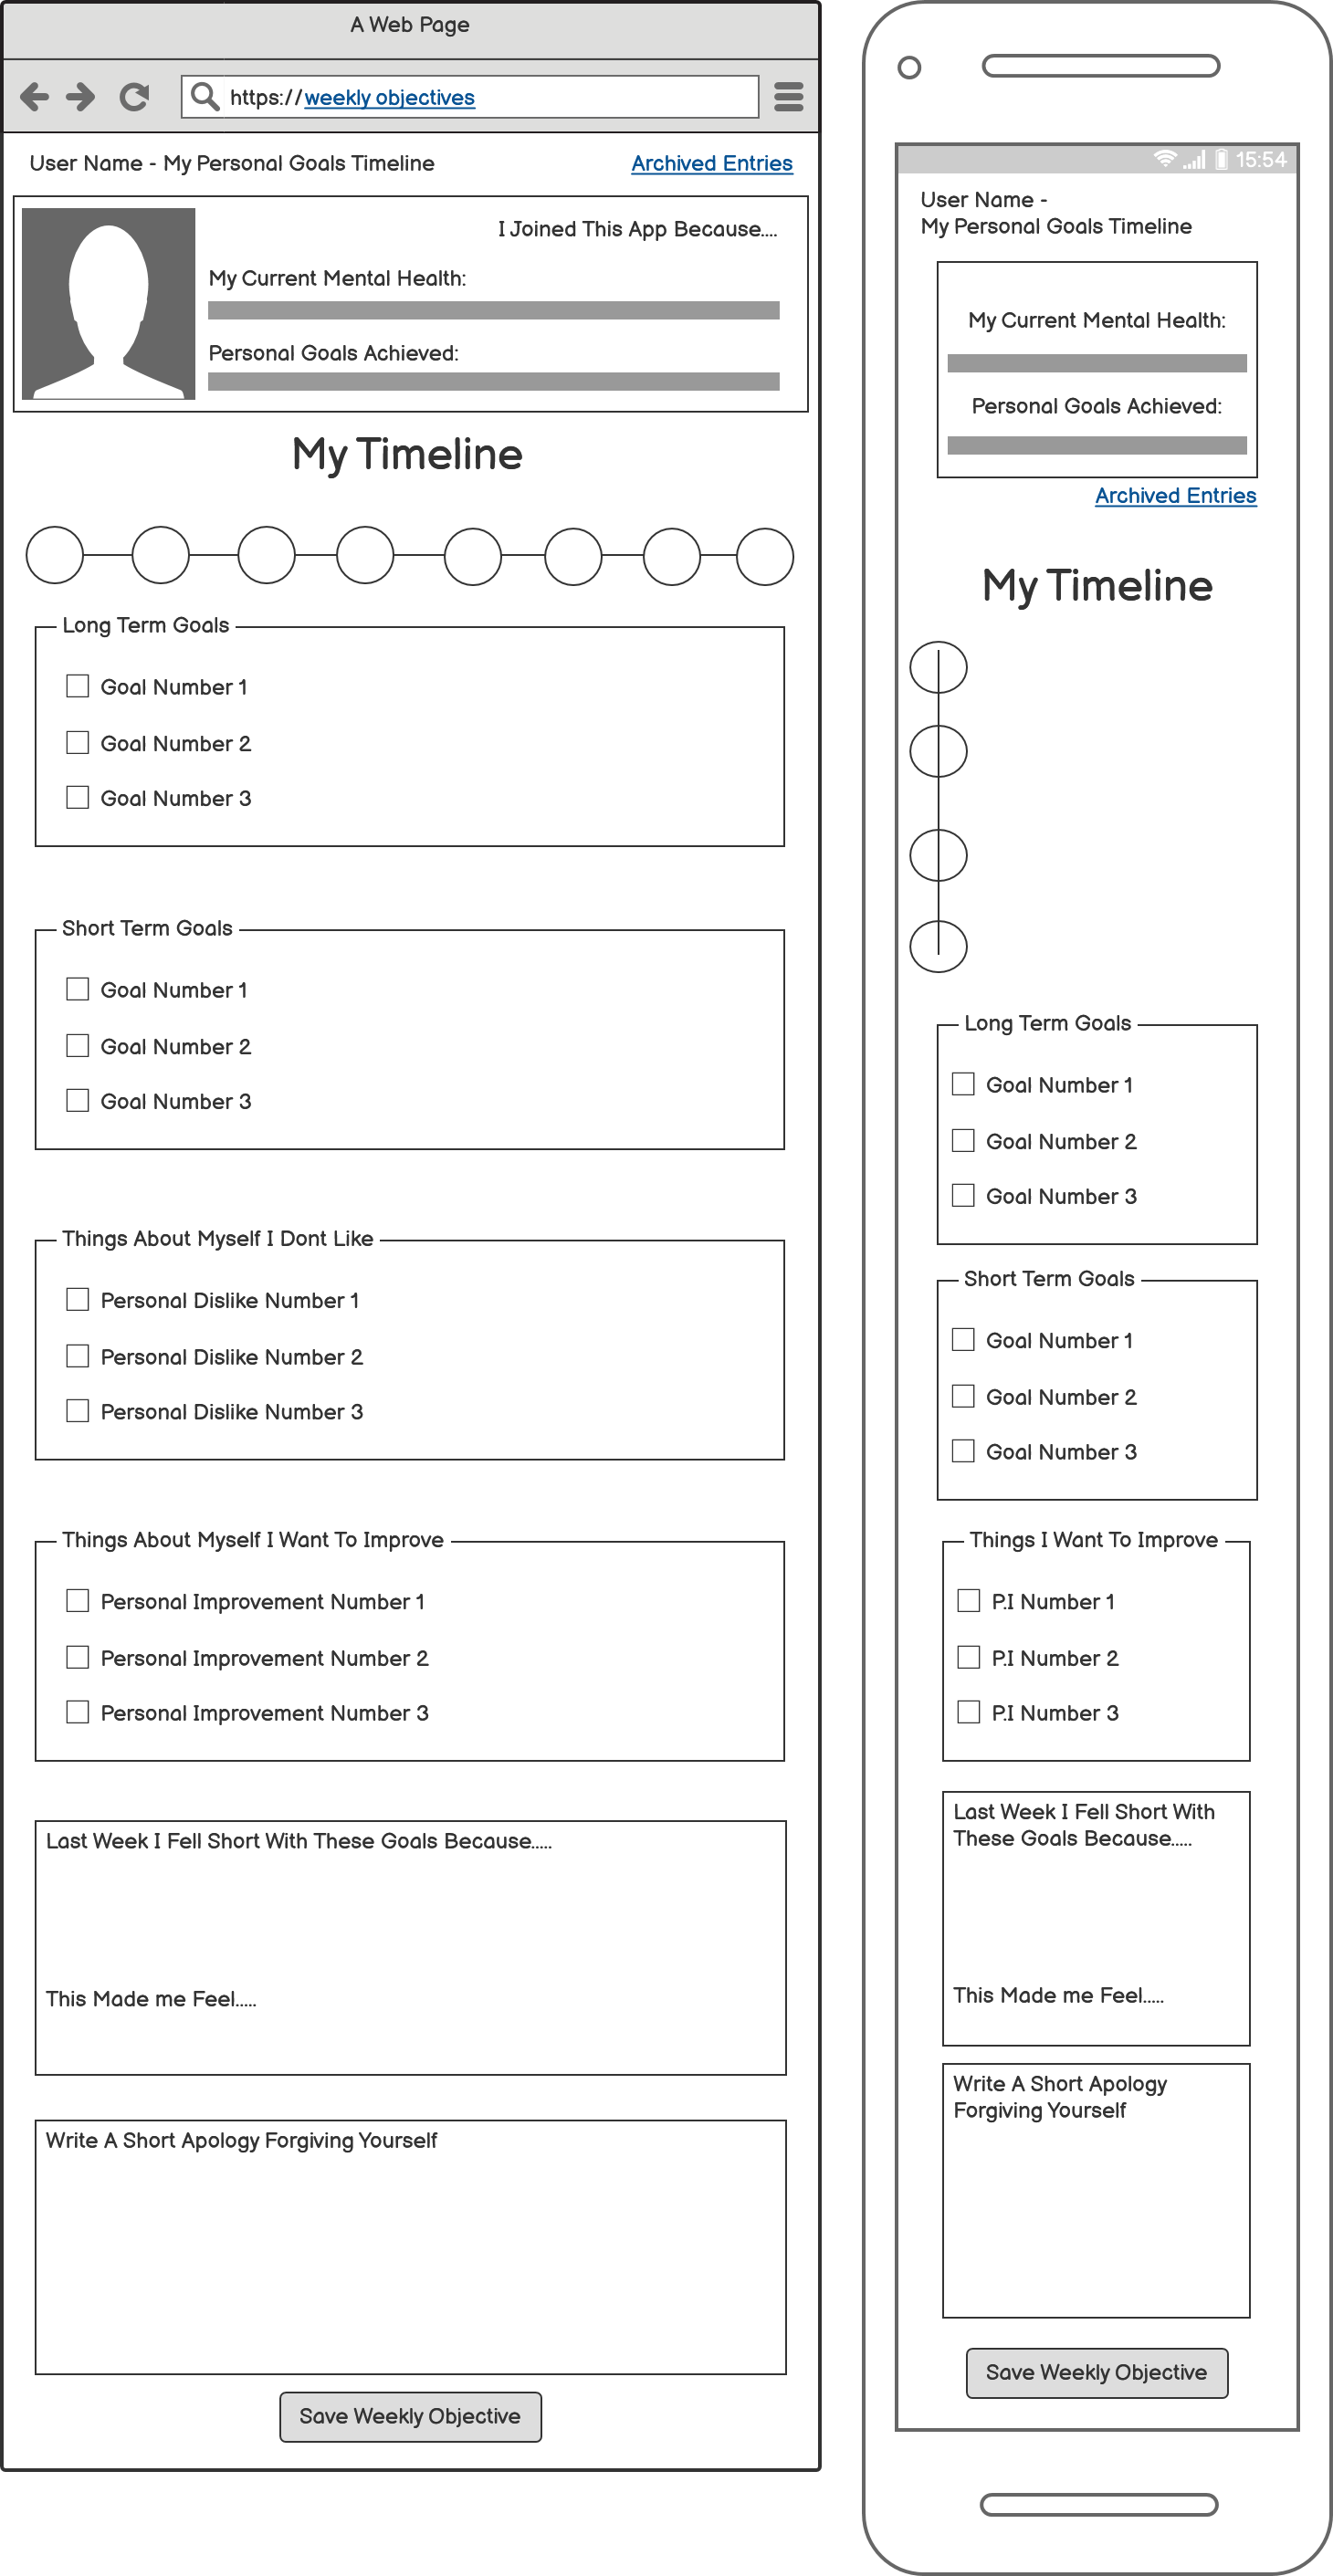 A Web Page
https://weekly objectives
User Name - My Personal Goals Timeline
Archived Entries
I Joined This App Because....
My Current Mental Health:
Personal Goals Achieved:
My Timeline
Long Term Goals
Goal Number 1
Goal Number 2
Goal Number 3
Short Term Goals
Goal Number 1
Goal Number 2
Goal Number 3
Things About Myself I Dont Like
Personal Dislike Number 1
Personal Dislike Number 2
Personal Dislike Number 3
Things About Myself I Want To Improve
Personal Improvement Number 1
Personal Improvement Number 2
Personal Improvement Number 3
Last Week I Fell Short With These Goals Because.....
This Made me Feel.....
Write A Short Apology Forgiving Yourself
Save Weekly Objective
15:54
User Name -
My Personal Goals Timeline
My Current Mental Health:
Personal Goals Achieved:
Archived Entries
My Timeline
Long Term Goals
Goal Number 1
Goal Number 2
Goal Number 3
Short Term Goals
Goal Number 1
Goal Number 2
Goal Number 3
Things I Want To Improve
P.I Number 1
P.I Number 2
P.I Number 3
Last Week I Fell Short With
These Goals Because.....
This Made me Feel.....
Write A Short Apology
Forgiving Yourself
Save Weekly Objective